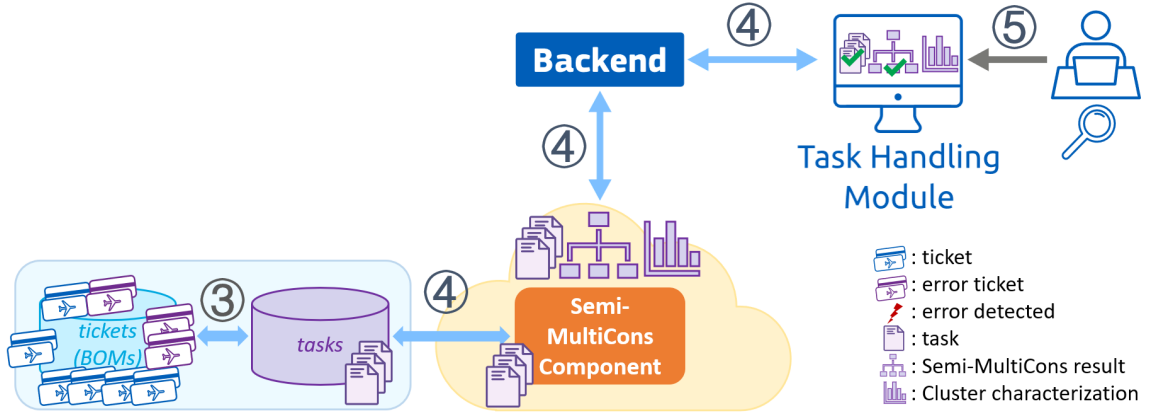 ④
⑤
Backend
④
Task Handling
Module
③
④
tickets
(BOMs)
tasks
Semi-
MultiCons
Component
: ticket
: error ticket
: error detected
: task
: Semi-MultiCons result
: Cluster characterization